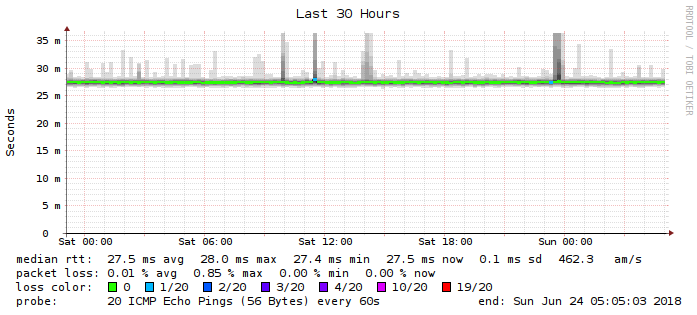 Last 30 Hours
RRDTOOL / TOBI OETIKER
Seconds
35 m
30 m
25 m
20 m
15 m
10 m
5 m
0
Sat 00:00 Sat 06:00 Sat 12:00 Sat 18:00 Sun 00:00
median rtt: 27.5 ms avg 28.0 ms max 27.4 ms min 27.5 ms now 0.1 ms sd 462.3 am/s
packet loss: 0.01 % avg 0.85 % max 0.00 % min 0.00 % now
loss color: 0 1/20 2/20 3/20 4/20 10/20 19/20
probe: 20 ICMP Echo Pings (56 Bytes) every 60s end: Sun Jun 24 05:05:03 2018